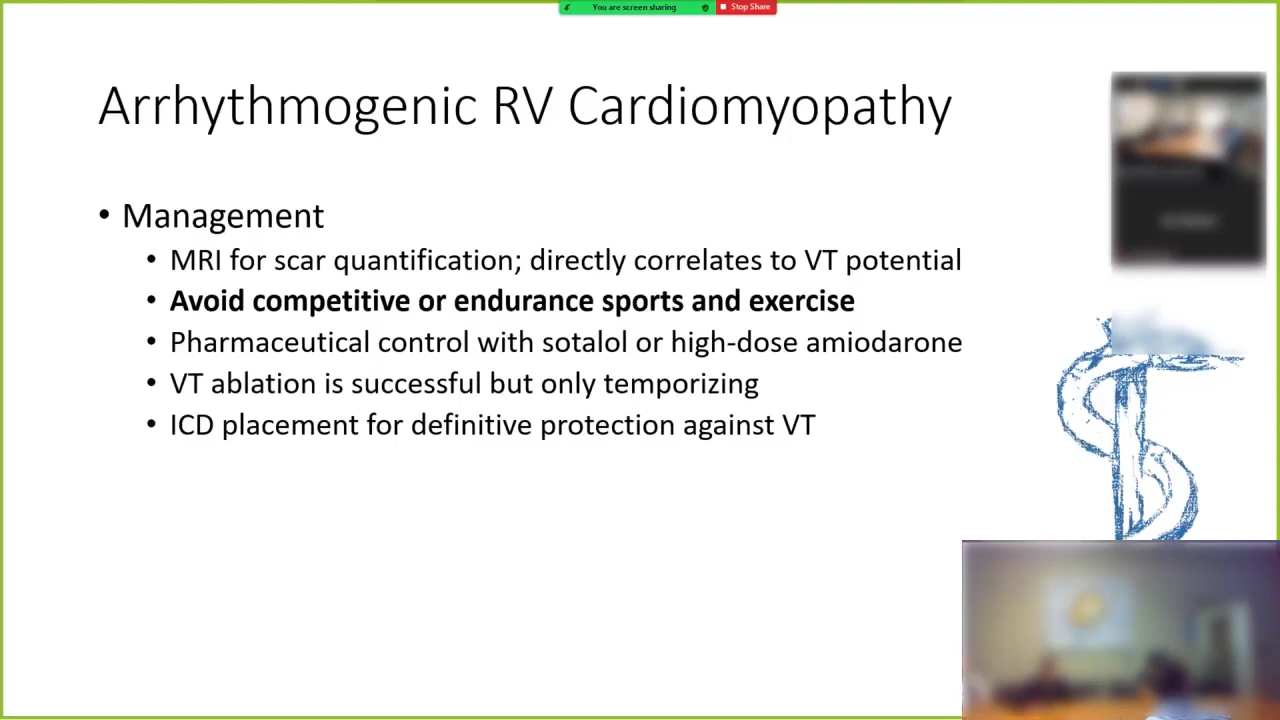 You are screen sharing
Stop Share
Arrhythmogenic RV Cardiomyopathy
• Management
• MRI for scar quantification; directly correlates to VT potential
• Avoid competitive or endurance sports and exercise
• Pharmaceutical control with sotalol or high-dose amiodarone
• VT ablation is successful but only temporizing
• ICD placement for definitive protection against VT